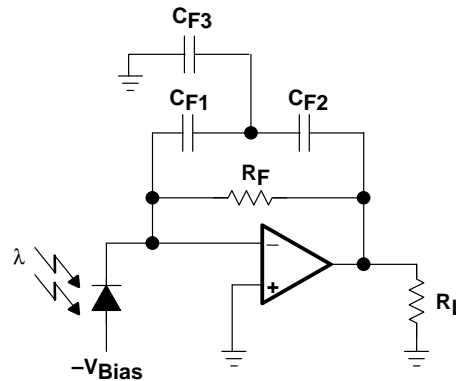 CF3
CF1
CF2
RF
λ
–
+
–VBias